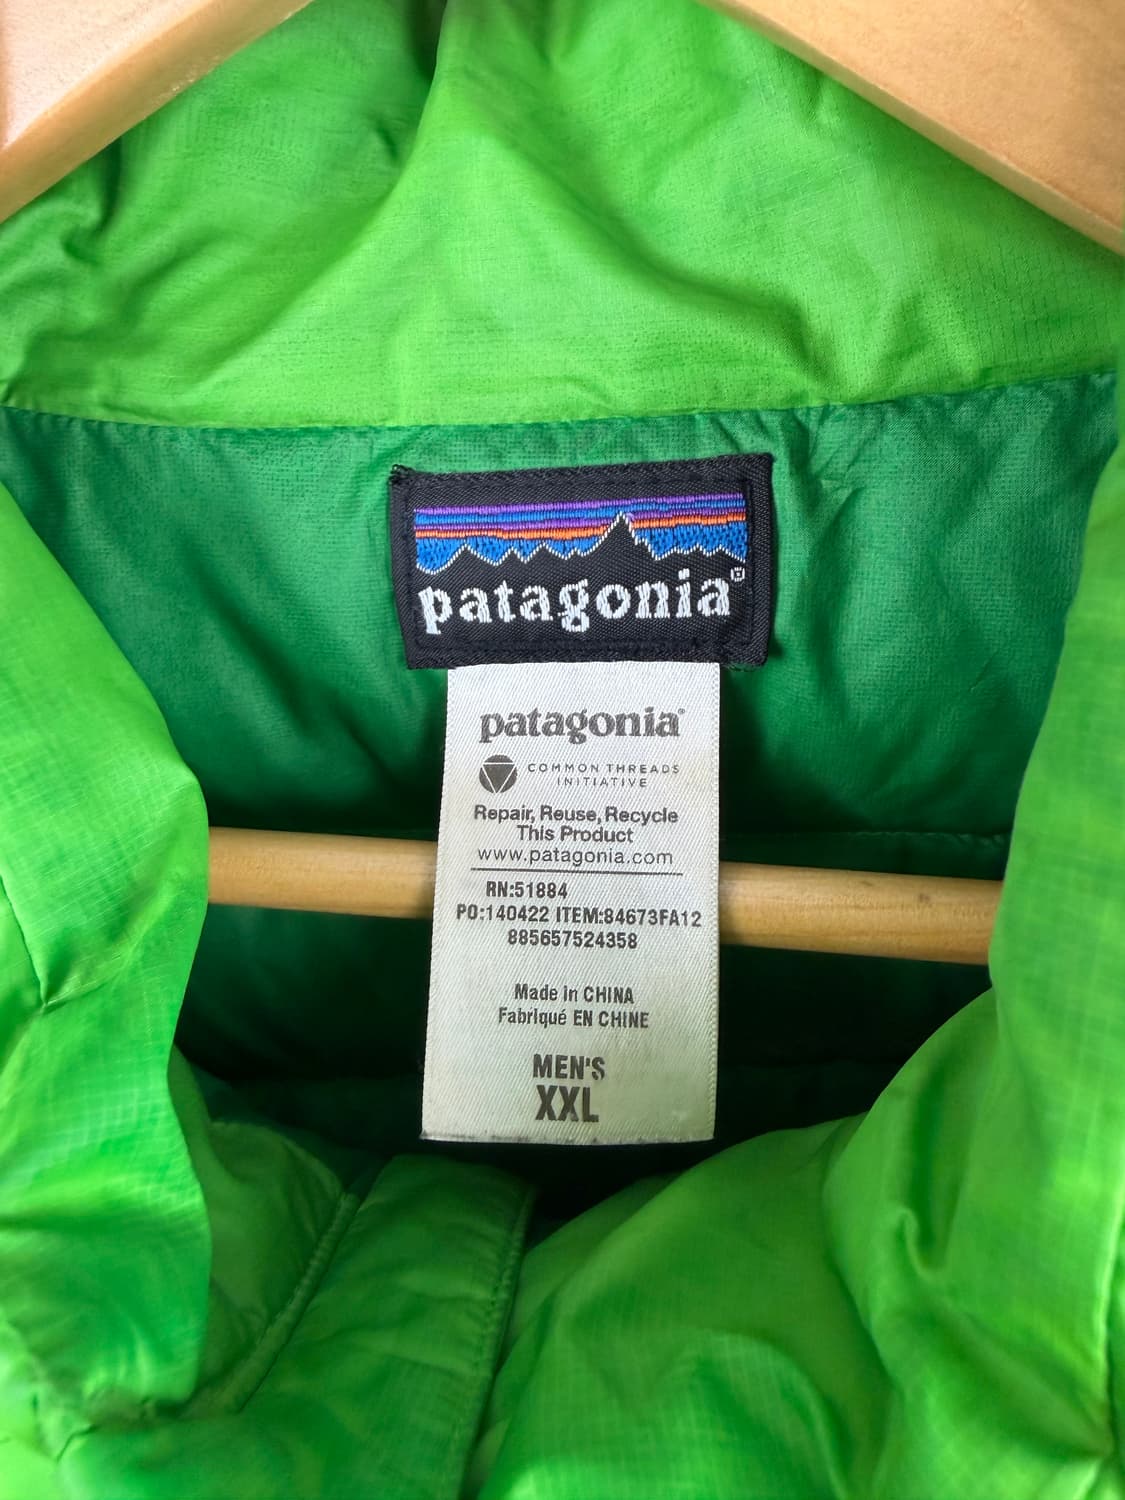 patagonia®
patagonia®
COMMON THREADS
INITIATIVE
Repair, Reuse, Recycle
This Product
www.patagonia.com
RN:51884
PO:140422 ITEM:84673FA12
885657524358
Made in CHINA
Fabriqué EN CHINE
MEN'S
XXL